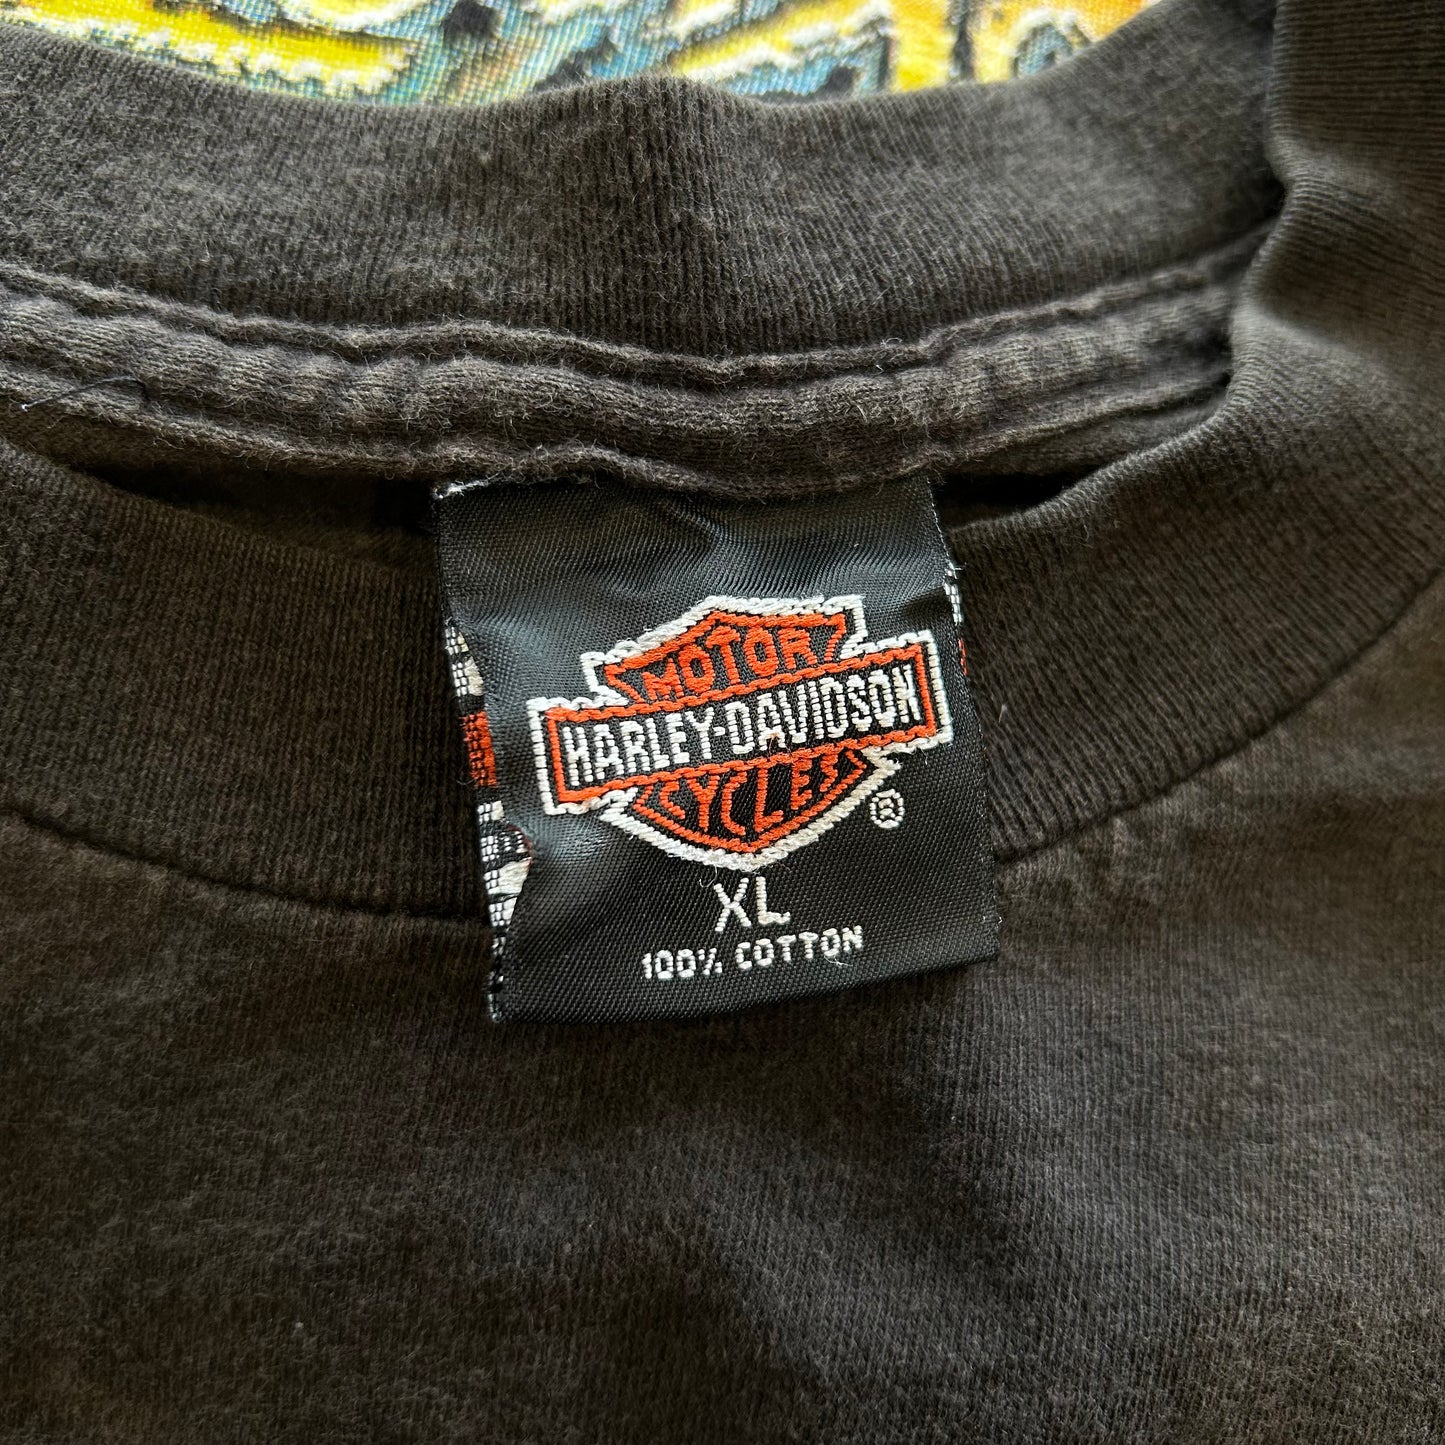 MOTOR
HARLEY-DAVIDSON
CYCLES
®
XL
100% COTTON